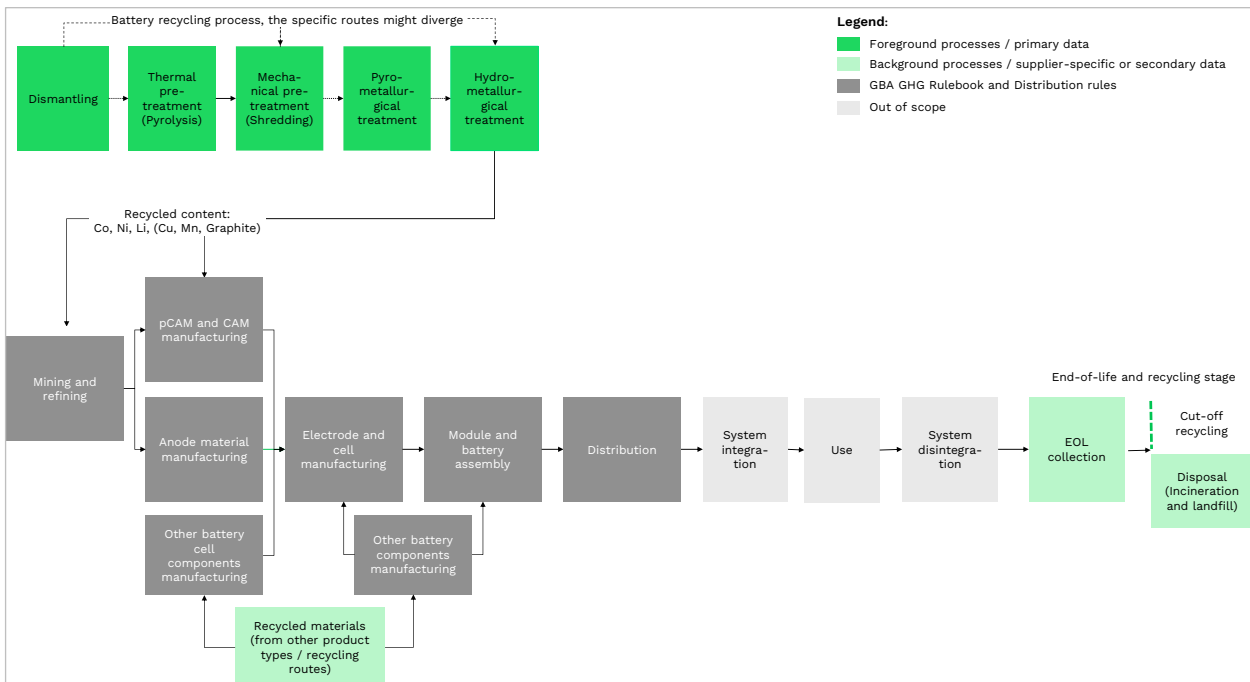 Battery recycling process, the specific routes might diverge
Legend:
Foreground processes / primary data
Background processes / supplier-specific or secondary data
GBA GHG Rulebook and Distribution rules
Out of scope
Dismantling
Thermal pre-
treatment
(Pyrolysis)
Mecha-
nical pre-
treatment
(Shredding)
Pyro-
metallur-
gical
treatment
Hydro-
metallur-
gical
treatment
Recycled content:
Co, Ni, Li, (Cu, Mn, Graphite)
pCAM and CAM
manufacturing
Mining and
refining
Anode material
manufacturing
Other battery
cell
components
manufacturing
Electrode and
cell
manufacturing
Module and
battery
assembly
Other battery
components
manufacturing
Distribution
System
integra-
tion
Use
System
disintegra-
tion
End-of-life and recycling stage
EOL
collection
Cut-off
recycling
Disposal
(Incineration
and landfill)
Recycled materials
(from other product
types / recycling
routes)